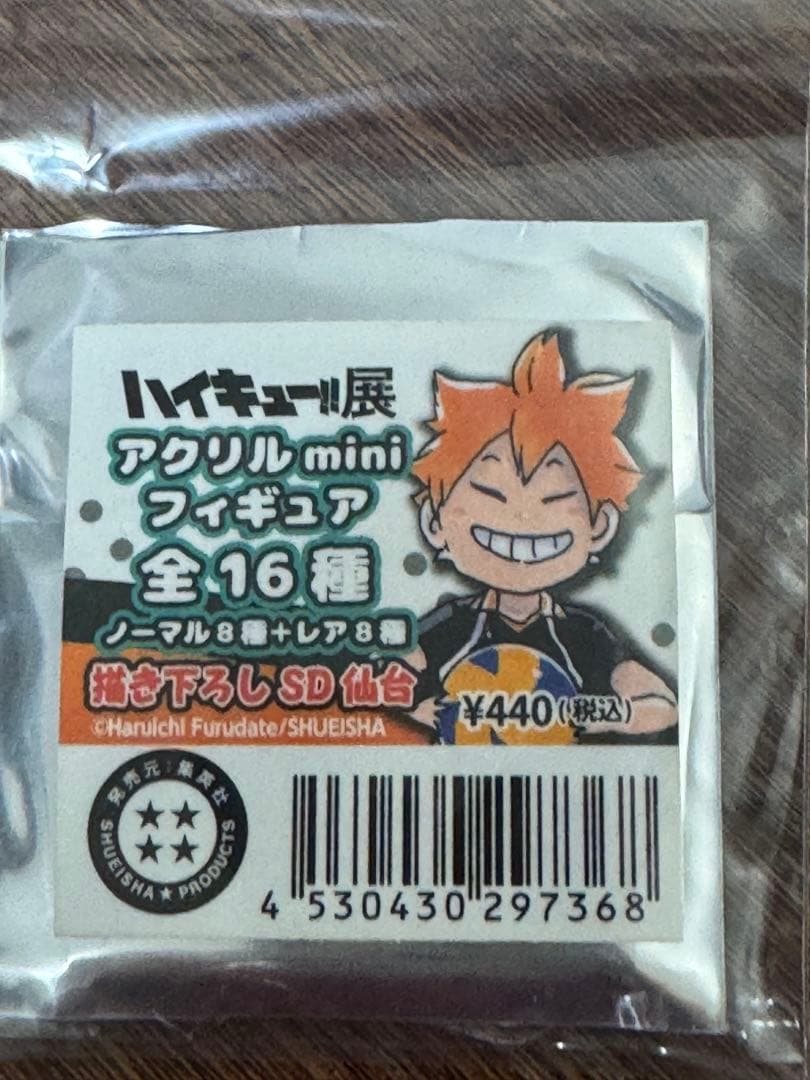 ハイキュー!!展
アクリルmini
フィギュア
全16種
ノーマル8種+レア8種
描き下ろしSD仙台
¥440(税込)
©Haruichi Furudate/SHUEISHA
発売元:集英社
SHUEISHA★PRODUCTS
4 530430 297368